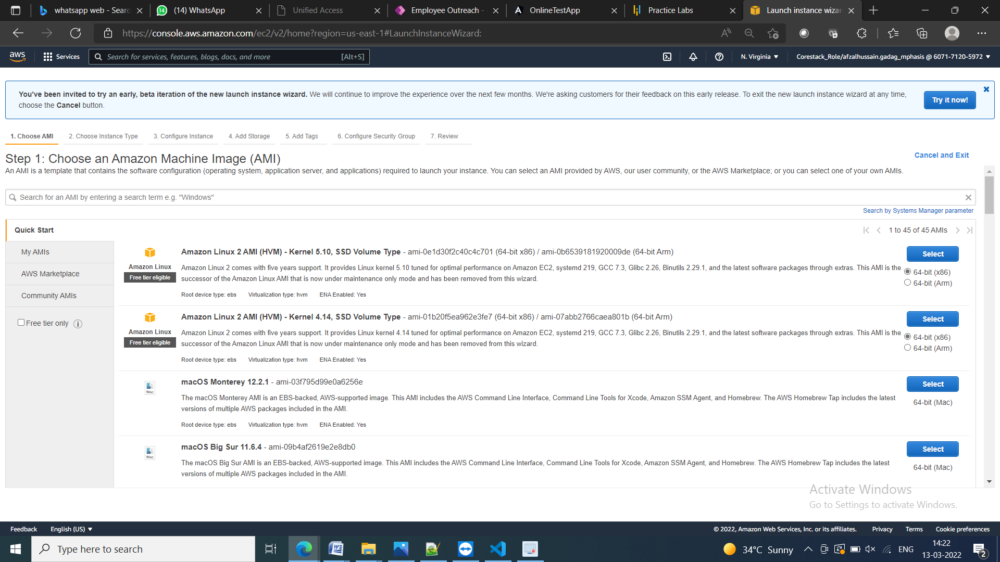 whatsapp web - Searc
(14) WhatsApp
Unified Access
Employee Outreach -
OnlineTestApp
Practice Labs
Launch instance wizar
https://console.aws.amazon.com/ec2/v2/home?region=us-east-1#LaunchInstanceWizard:
aws
Services
Search for services, features, blogs, docs, and more
[Alt+S]
N. Virginia
Corestack_Role/afzalhussain.gadag_mphasis @ 6071-7120-5972
You've been invited to try an early, beta iteration of the new launch instance wizard. We will continue to improve the experience over the next few months. We're asking customers for their feedback on this early release. To exit the new launch instance wizard at any time,
choose the Cancel button.
Try it now!
1. Choose AMI
2. Choose Instance Type
3. Configure Instance
4. Add Storage
5. Add Tags
6. Configure Security Group
7. Review
Step 1: Choose an Amazon Machine Image (AMI)
Cancel and Exit
An AMI is a template that contains the software configuration (operating system, application server, and applications) required to launch your instance. You can select an AMI provided by AWS, our user community, or the AWS Marketplace; or you can select one of your own AMIs.
Search for an AMI by entering a search term e.g. "Windows"
Search by Systems Manager parameter
Quick Start
1 to 45 of 45 AMIs
My AMIs
AWS Marketplace
Community AMIs
Free tier only
Amazon Linux
Free tier eligible
Amazon Linux 2 AMI (HVM) - Kernel 5.10, SSD Volume Type - ami-0e1d30f2c40c4c701 (64-bit x86) / ami-0b6539181920009de (64-bit Arm)
Amazon Linux 2 comes with five years support. It provides Linux kernel 5.10 tuned for optimal performance on Amazon EC2, systemd 219, GCC 7.3, Glibc 2.26, Binutils 2.29.1, and the latest software packages through extras. This AMI is the
successor of the Amazon Linux AMI that is now under maintenance only mode and has been removed from this wizard.
Root device type: ebs
Virtualization type: hvm
ENA Enabled: Yes
Select
64-bit (x86)
64-bit (Arm)
Amazon Linux
Free tier eligible
Amazon Linux 2 AMI (HVM) - Kernel 4.14, SSD Volume Type - ami-01b20f5ea962e3fe7 (64-bit x86) / ami-07abb2766caea801b (64-bit Arm)
Amazon Linux 2 comes with five years support. It provides Linux kernel 4.14 tuned for optimal performance on Amazon EC2, systemd 219, GCC 7.3, Glibc 2.26, Binutils 2.29.1, and the latest software packages through extras. This AMI is the
successor of the Amazon Linux AMI that is now under maintenance only mode and has been removed from this wizard.
Root device type: ebs
Virtualization type: hvm
ENA Enabled: Yes
Select
64-bit (x86)
64-bit (Arm)
Mac
macOS Monterey 12.2.1 - ami-03f795d99e0a6256e
The macOS Monterey AMI is an EBS-backed, AWS-supported image. This AMI includes the AWS Command Line Interface, Command Line Tools for Xcode, Amazon SSM Agent, and Homebrew. The AWS Homebrew Tap includes the latest
versions of multiple AWS packages included in the AMI.
Root device type: ebs
Virtualization type: hvm
ENA Enabled: Yes
Select
64-bit (Mac)
Mac
macOS Big Sur 11.6.4 - ami-09b4af2619e2e8db0
The macOS Big Sur AMI is an EBS-backed, AWS-supported image. This AMI includes the AWS Command Line Interface, Command Line Tools for Xcode, Amazon SSM Agent, and Homebrew. The AWS Homebrew Tap includes the latest
versions of multiple AWS packages included in the AMI.
Select
64-bit (Mac)
Activate Windows
Go to Settings to activate Windows.
Feedback
English (US)
© 2022, Amazon Web Services, Inc. or its affiliates.
Privacy
Terms
Cookie preferences
Type here to search
34°C Sunny
ENG
14:22
13-03-2022
2